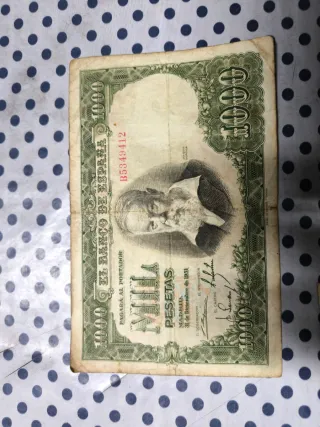 1000
1000
EL BANCO DE ESPAÑA
B5349412
PAGARÁ AL PORTADOR
MIL
PESETAS
1000
1000